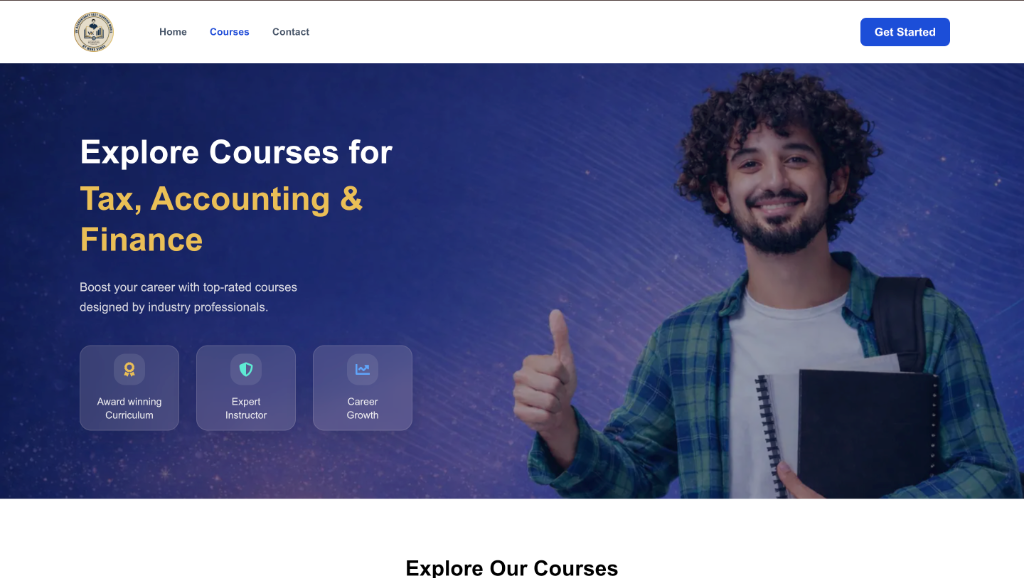 Home
Courses
Contact
Get Started
Explore Courses for
Tax, Accounting &
Finance
Boost your career with top-rated courses
designed by industry professionals.
Award winning
Curriculum
Expert
Instructor
Career
Growth
Explore Our Courses